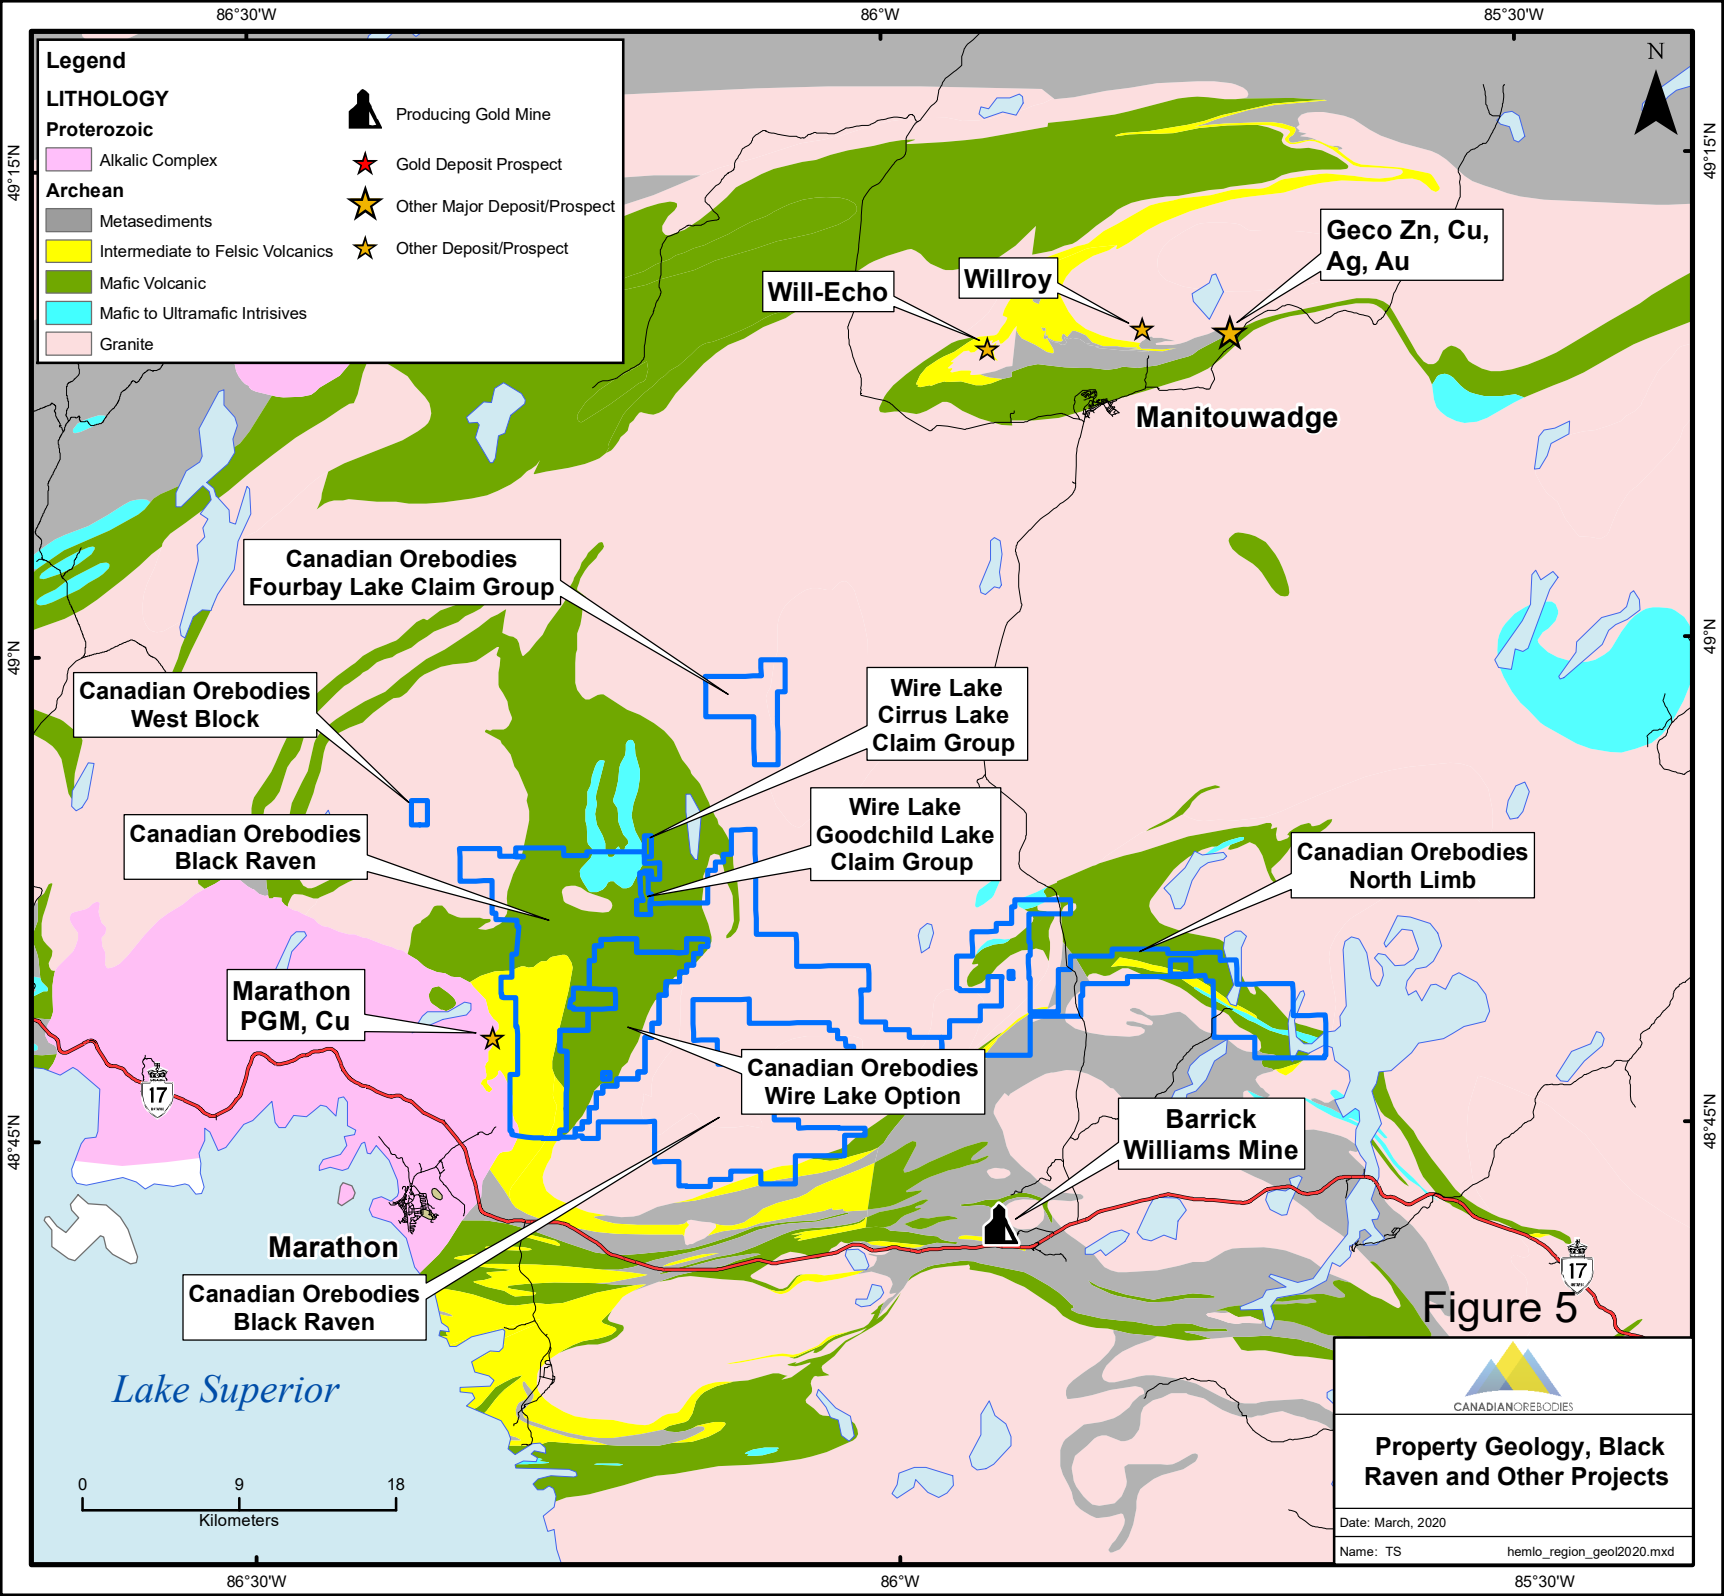 86°30'W
86°W
85°30'W
Legend
LITHOLOGY
Proterozoic
Alkalic Complex
Archean
Metasediments
Intermediate to Felsic Volcanics
Mafic Volcanic
Mafic to Ultramafic Intrisives
Granite
Producing Gold Mine
Gold Deposit Prospect
Other Major Deposit/Prospect
Other Deposit/Prospect
N
49°15'N
49°15'N
Geco Zn, Cu,
Ag, Au
Willroy
Will-Echo
Manitouwadge
Canadian Orebodies
Fourbay Lake Claim Group
49°N
49°N
Canadian Orebodies
West Block
Wire Lake
Cirrus Lake
Claim Group
Wire Lake
Goodchild Lake
Claim Group
Canadian Orebodies
Black Raven
Canadian Orebodies
North Limb
Marathon
PGM, Cu
Canadian Orebodies
Wire Lake Option
17
48°45'N
48°45'N
Barrick
Williams Mine
Marathon
Canadian Orebodies
Black Raven
17
Figure 5
Lake Superior
CANADIANOREBODIES
Property Geology, Black
Raven and Other Projects
0 9 18
Kilometers
Date: March, 2020
Name: TS hemlo_region_geol2020.mxd
86°30'W
86°W
85°30'W